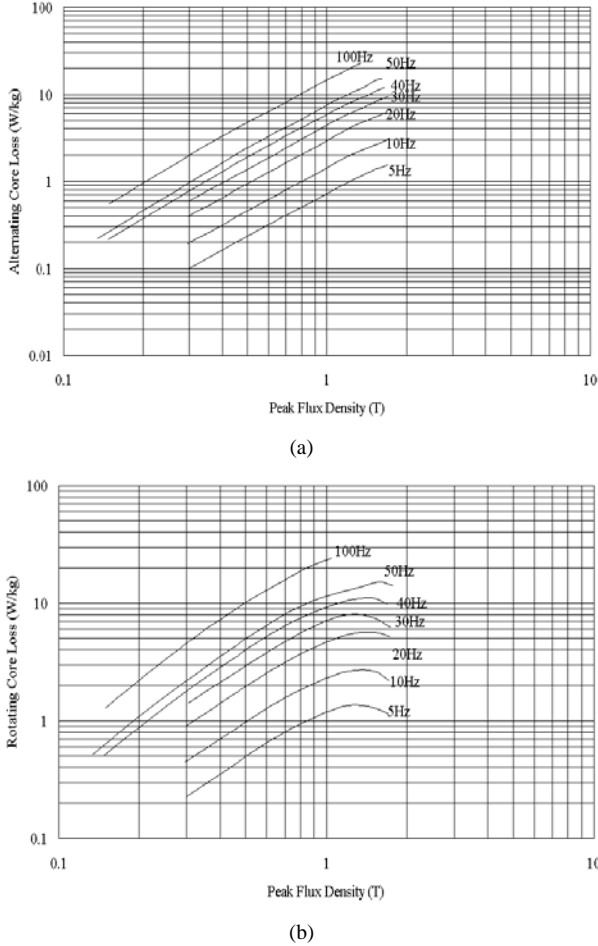 100
10
1
0.1
0.01
Alternating Core Loss (W/kg)
100Hz
50Hz
40Hz
30Hz
20Hz
10Hz
5Hz
0.1
1
10
Peak Flux Density (T)
(a)
100
10
1
0.1
Rotating Core Loss (W/kg)
100Hz
50Hz
40Hz
30Hz
20Hz
10Hz
5Hz
0.1
1
10
Peak Flux Density (T)
(b)